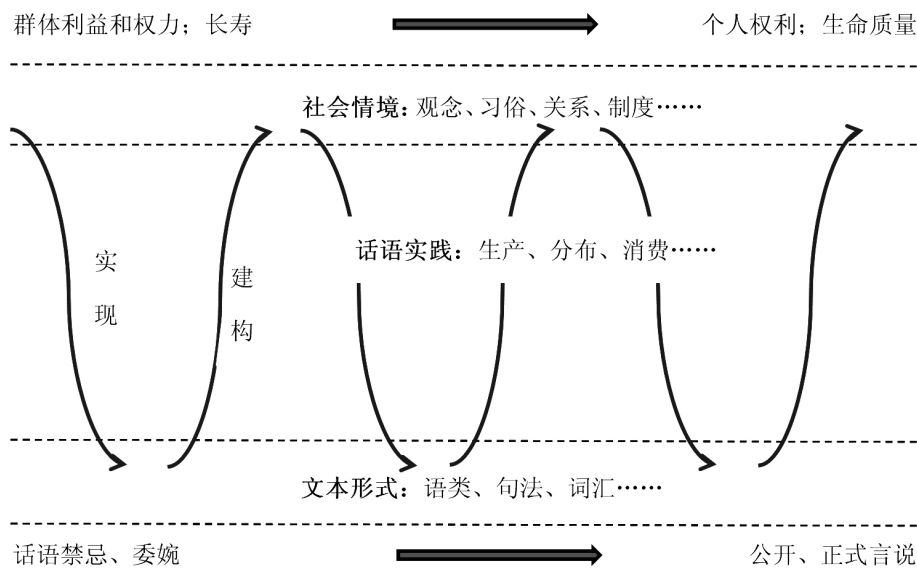 群体利益和权力；长寿 个人权利；生命质量
社会情境：观念、习俗、关系、制度……
话语实践：生产、分布、消费……
实现
建构
文本形式：语类、句法、词汇……
话语禁忌、委婉 公开、正式言说